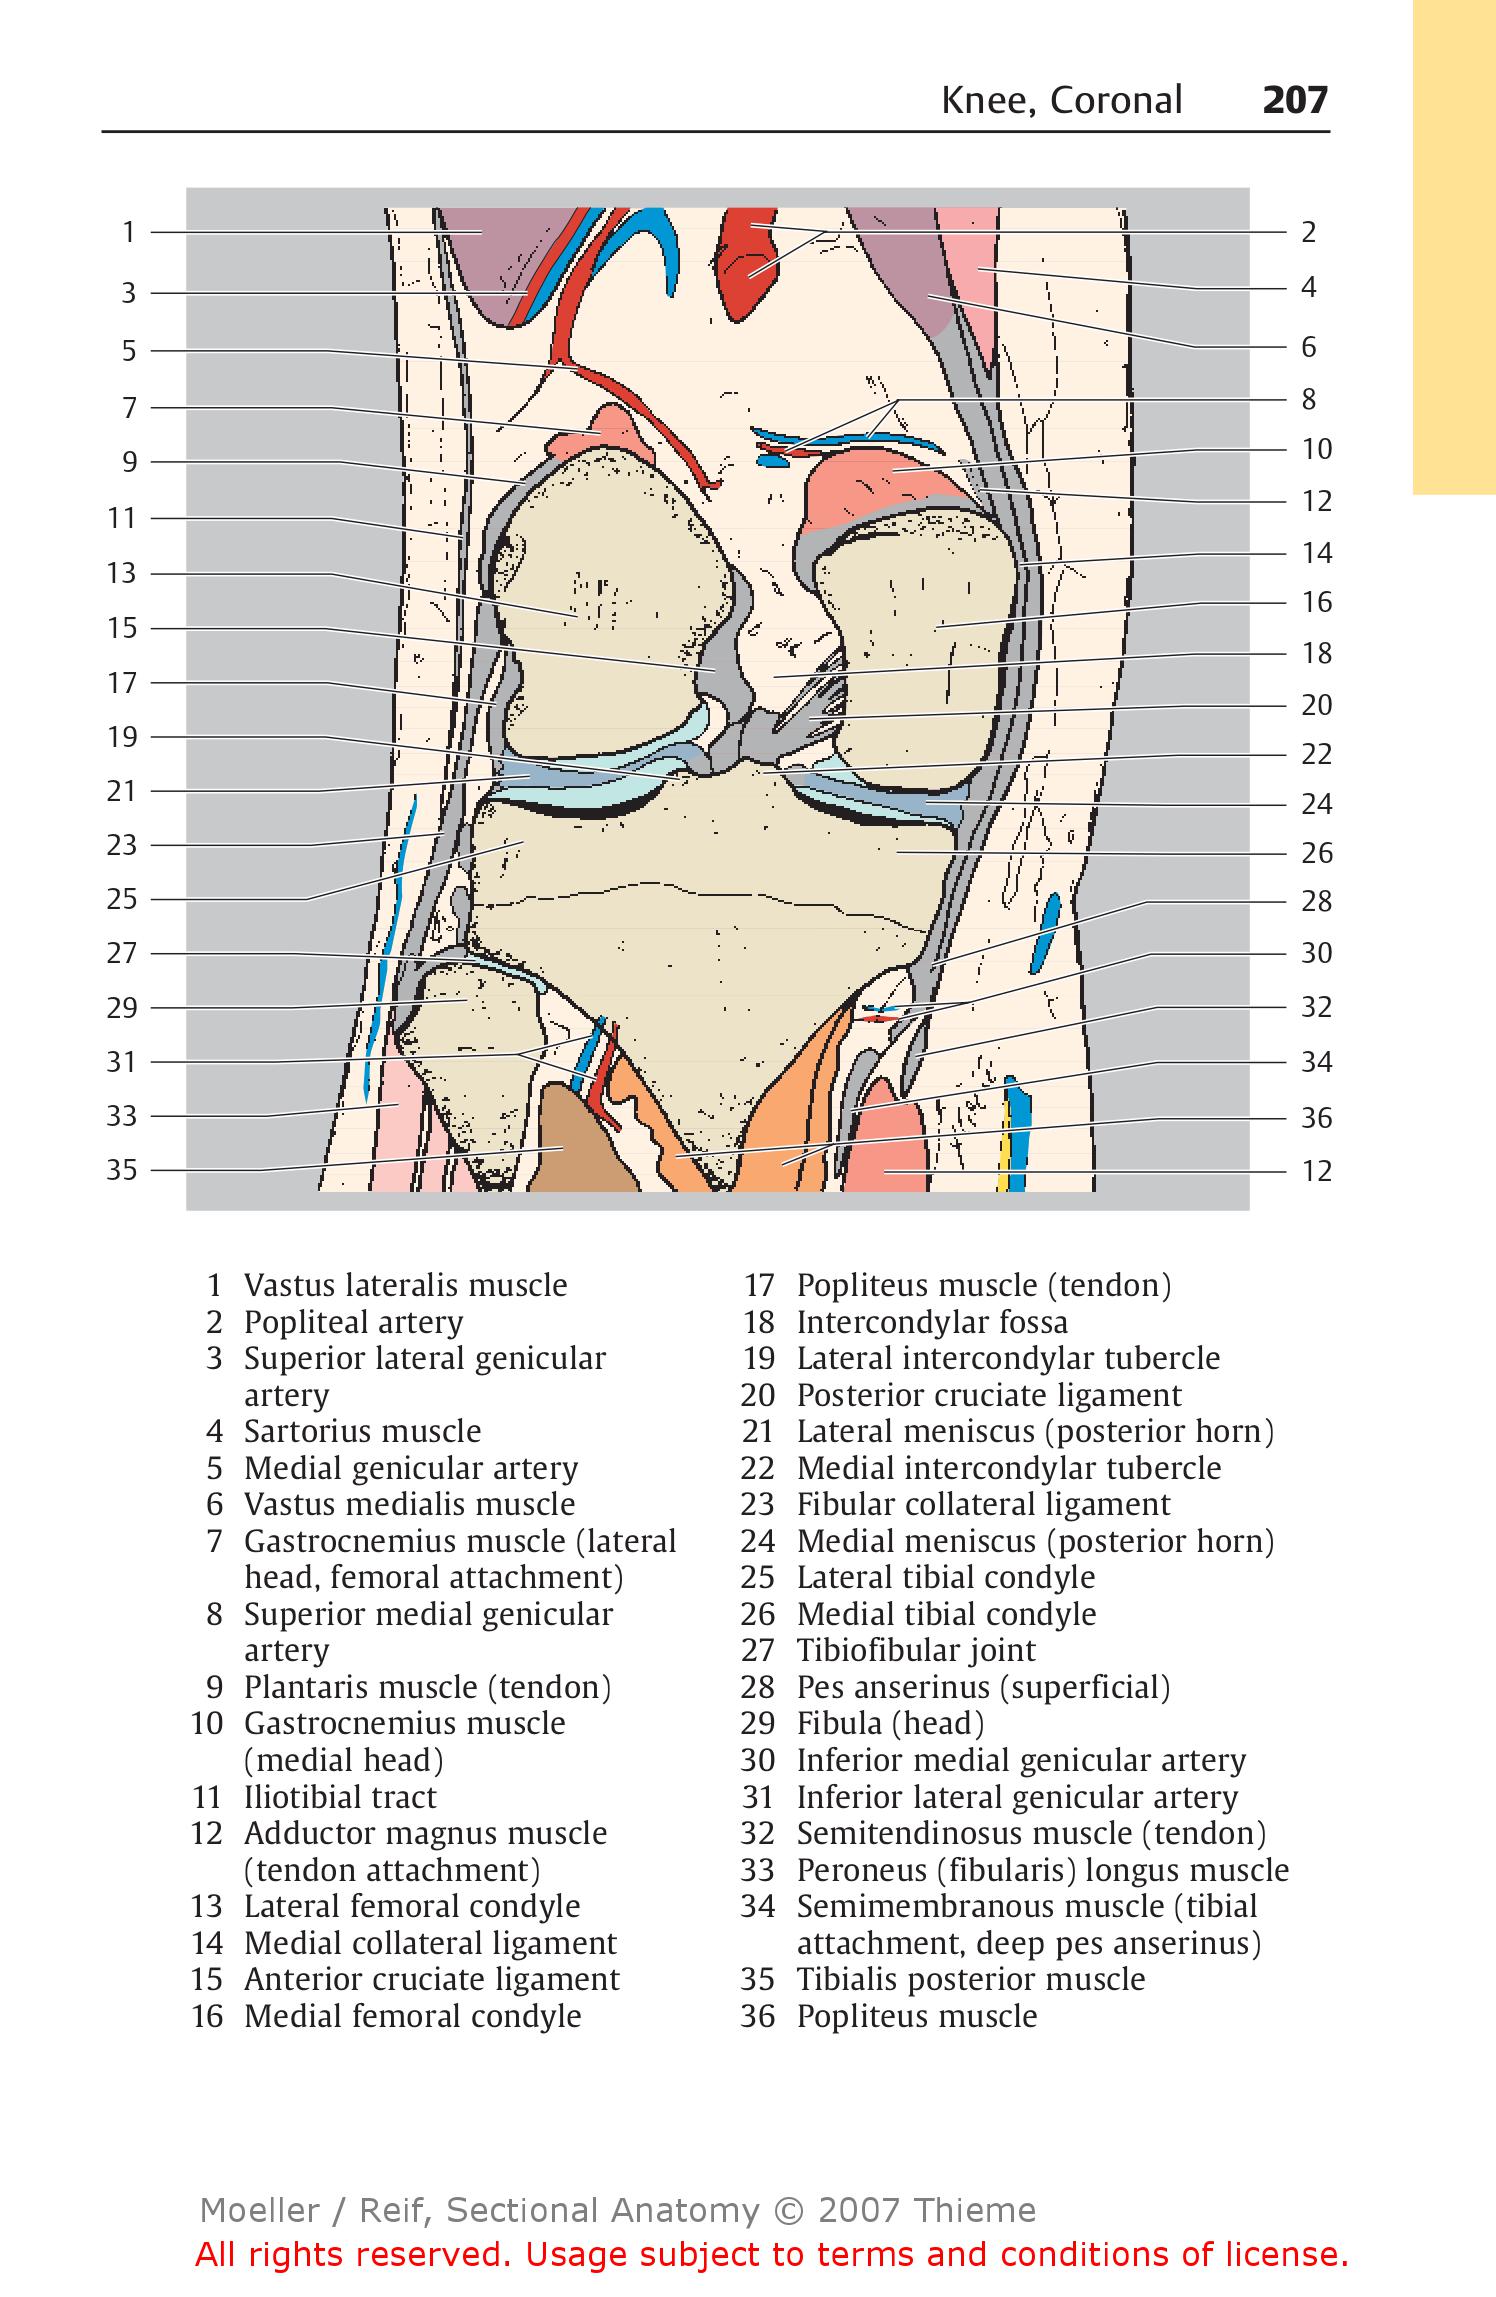 Knee, Coronal 207
1
3
5
7
9
11
13
15
17
19
21
23
25
27
29
31
33
35
2
4
6
8
10
12
14
16
18
20
22
24
26
28
30
32
34
36
12
1 Vastus lateralis muscle
2 Popliteal artery
3 Superior lateral genicular
artery
4 Sartorius muscle
5 Medial genicular artery
6 Vastus medialis muscle
7 Gastrocnemius muscle (lateral
head, femoral attachment)
8 Superior medial genicular
artery
9 Plantaris muscle (tendon)
10 Gastrocnemius muscle
(medial head)
11 Iliotibial tract
12 Adductor magnus muscle
(tendon attachment)
13 Lateral femoral condyle
14 Medial collateral ligament
15 Anterior cruciate ligament
16 Medial femoral condyle
17 Popliteus muscle (tendon)
18 Intercondylar fossa
19 Lateral intercondylar tubercle
20 Posterior cruciate ligament
21 Lateral meniscus (posterior horn)
22 Medial intercondylar tubercle
23 Fibular collateral ligament
24 Medial meniscus (posterior horn)
25 Lateral tibial condyle
26 Medial tibial condyle
27 Tibiofibular joint
28 Pes anserinus (superficial)
29 Fibula (head)
30 Inferior medial genicular artery
31 Inferior lateral genicular artery
32 Semitendinosus muscle (tendon)
33 Peroneus (fibularis) longus muscle
34 Semimembranous muscle (tibial
attachment, deep pes anserinus)
35 Tibialis posterior muscle
36 Popliteus muscle
Moeller / Reif, Sectional Anatomy © 2007 Thieme
All rights reserved. Usage subject to terms and conditions of license.